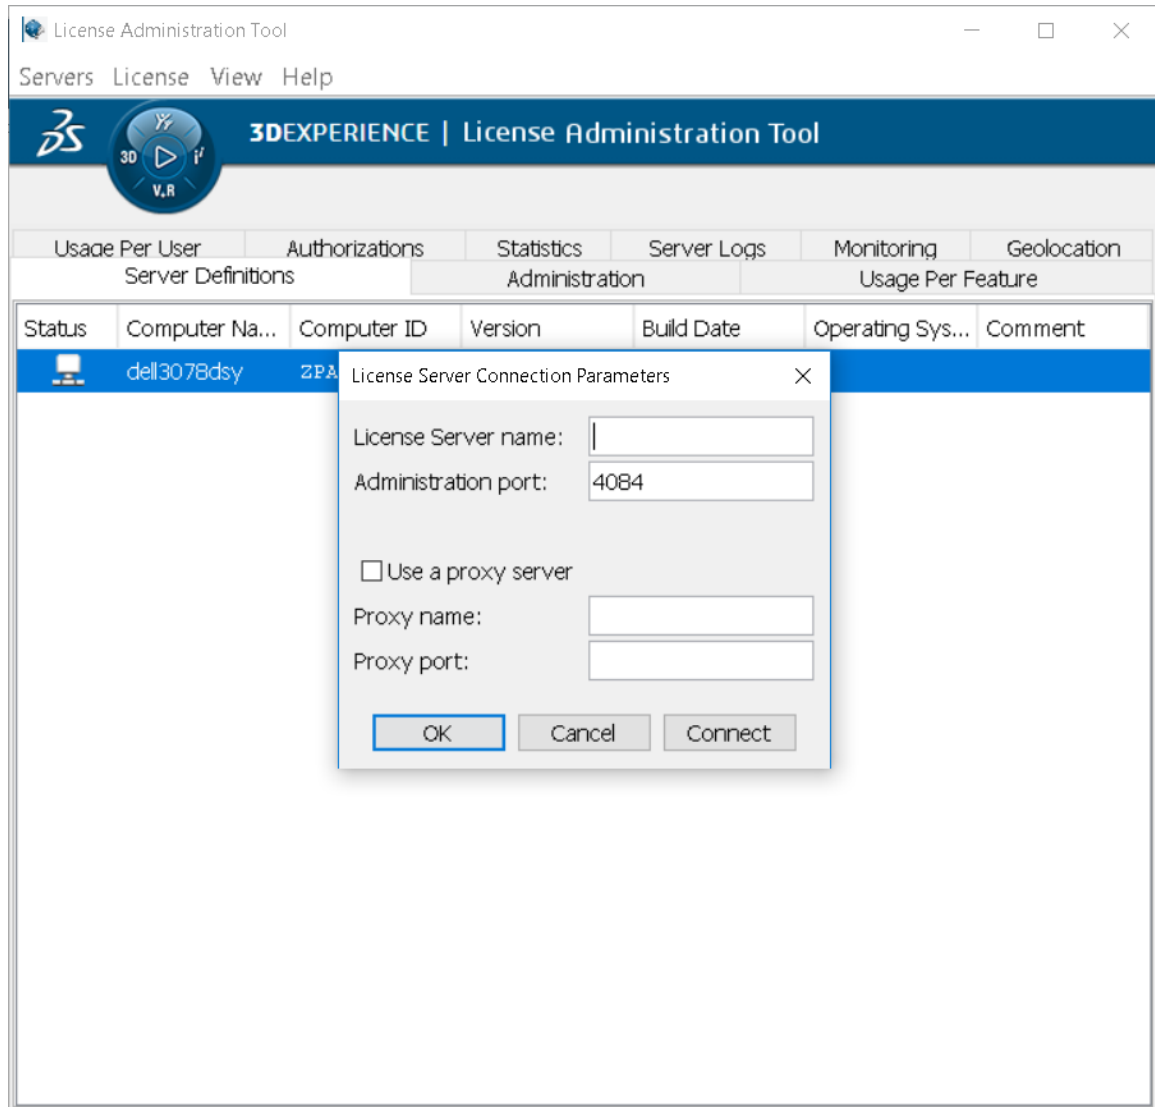 License Administration Tool
Servers License View Help
3DEXPERIENCE | License Administration Tool
3D
V.R
Usage Per User Authorizations Statistics Server Logs Monitoring Geolocation
Server Definitions Administration Usage Per Feature
Status Computer Na... Computer ID Version Build Date Operating Sys... Comment
dell3078dsy ZPA
License Server Connection Parameters
License Server name:
Administration port: 4084
Use a proxy server
Proxy name:
Proxy port:
OK Cancel Connect